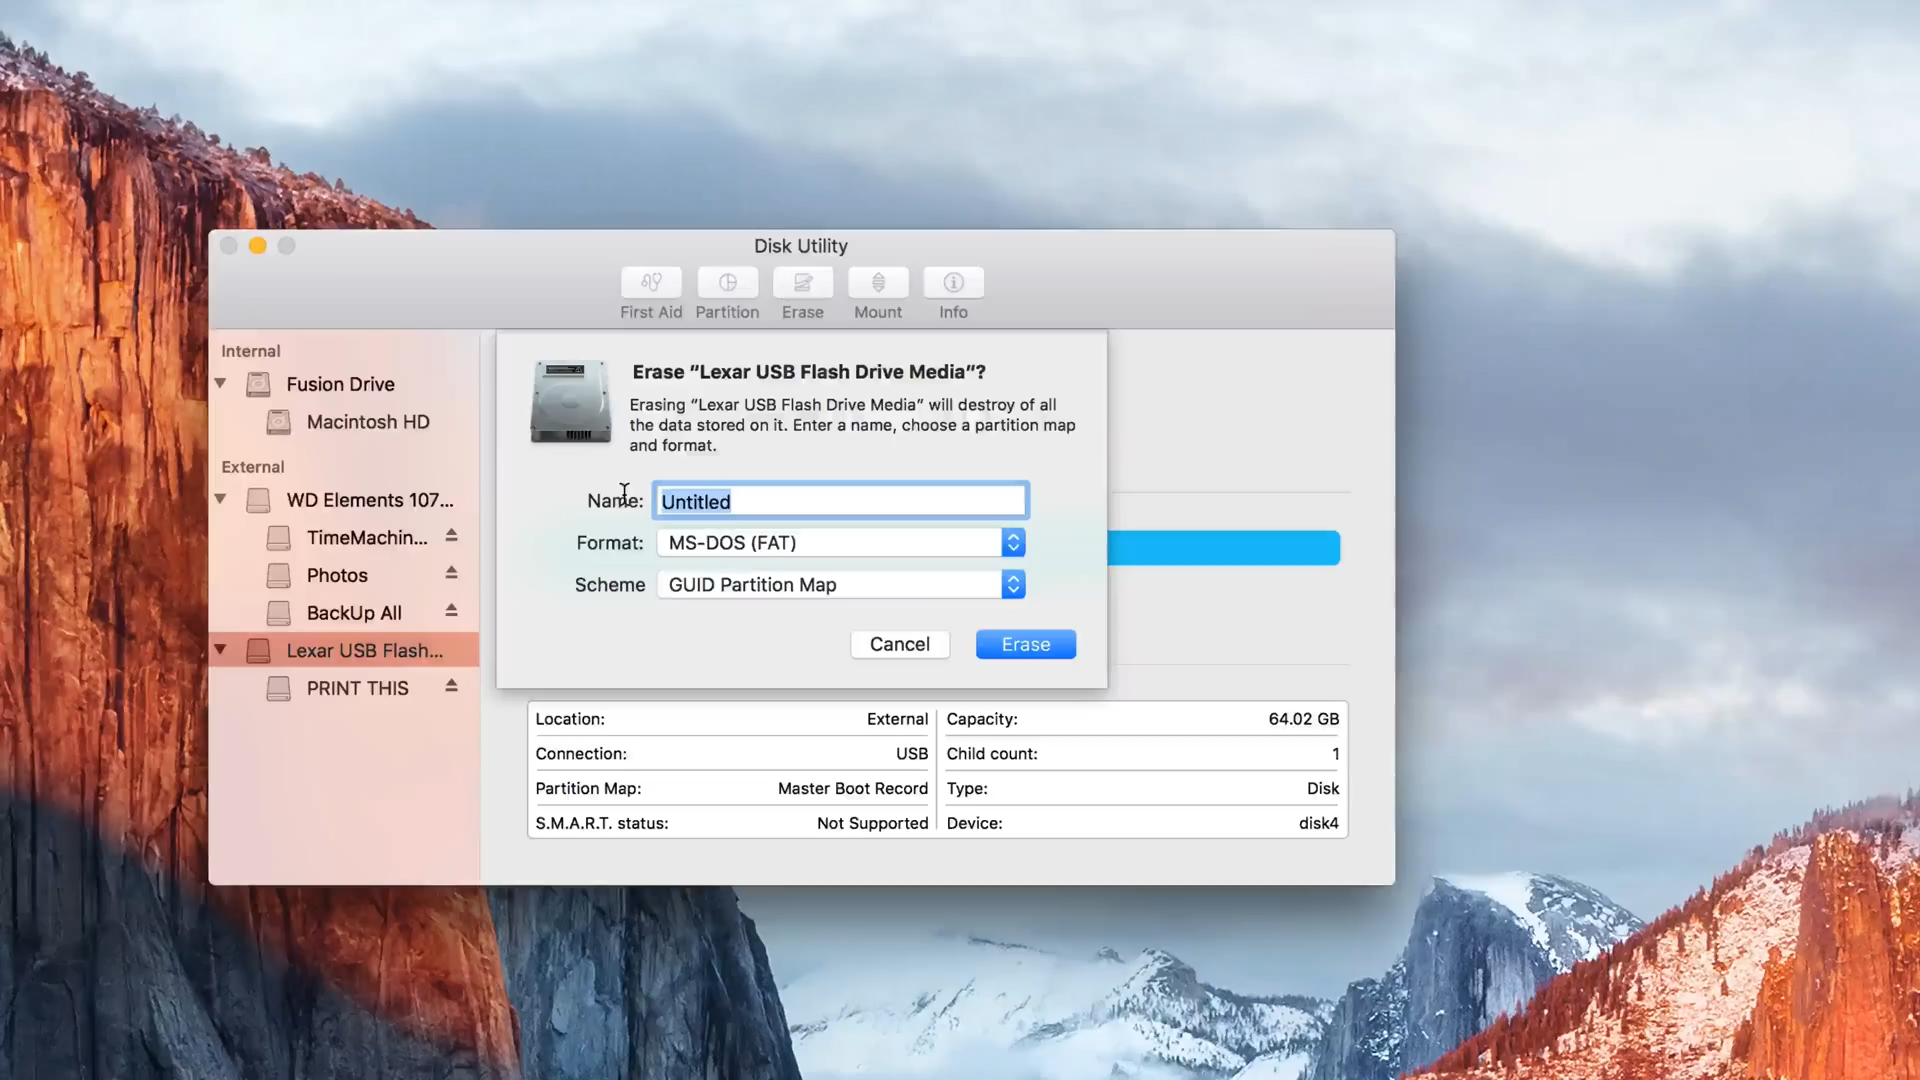 Disk Utility
First Aid
Partition
Erase
Mount
Info
Internal
Fusion Drive
Macintosh HD
External
WD Elements 107...
TimeMachin...
Photos
BackUp All
Lexar USB Flash...
PRINT THIS
Erase “Lexar USB Flash Drive Media”?
Erasing “Lexar USB Flash Drive Media” will destroy of all
the data stored on it. Enter a name, choose a partition map
and format.
Name: Untitled
Format: MS-DOS (FAT)
Scheme GUID Partition Map
Cancel
Erase
Location: External
Connection: USB
Partition Map: Master Boot Record
S.M.A.R.T. status: Not Supported
Capacity: 64.02 GB
Child count: 1
Type: Disk
Device: disk4